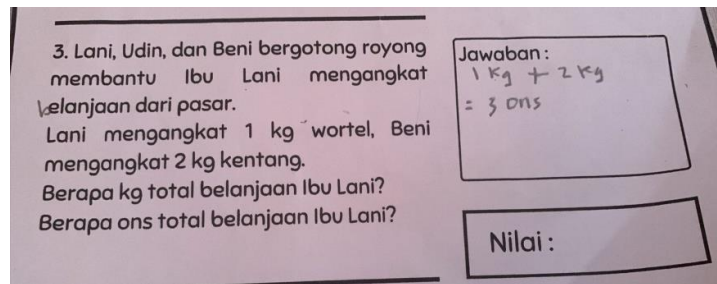 3. Lani, Udin, dan Beni bergotong royong
membantu Ibu Lani mengangkat
belanjaan dari pasar.
Lani mengangkat 1 kg wortel, Beni
mengangkat 2 kg kentang.
Berapa kg total belanjaan Ibu Lani?
Berapa ons total belanjaan Ibu Lani?
Jawaban :
1 kg + 2 kg
= 3 ons
Nilai :